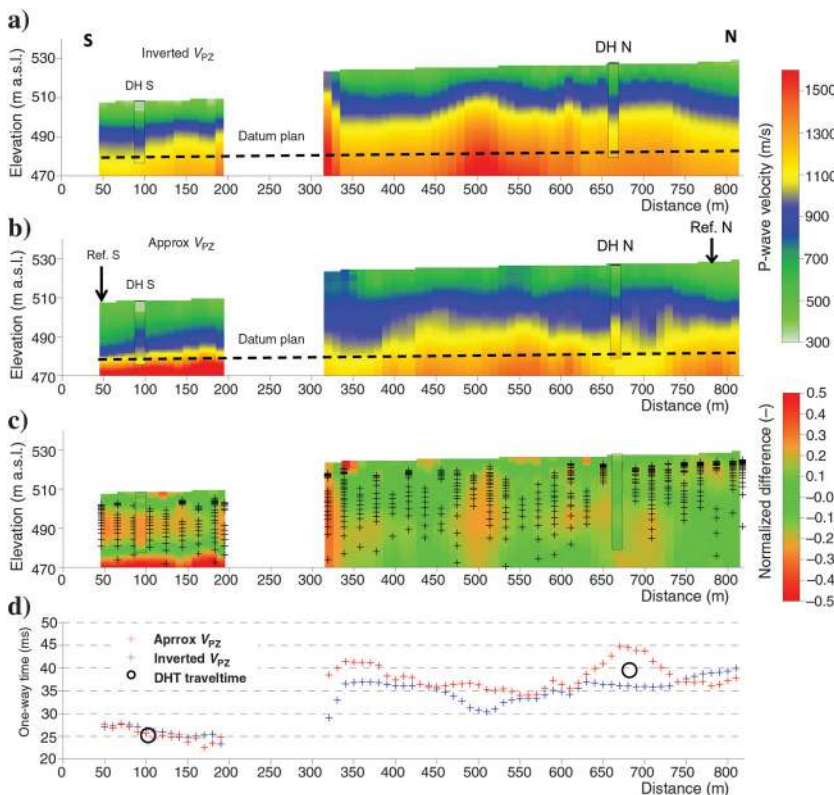 a)
S
Inverted VPZ
DH S
DH N
N
Datum plan
Elevation (m a.s.l.)
530
510
490
470
0 50 100 150 200 250 300 350 400 450 500 550 600 650 700 750 800
Distance (m)
b)
Ref. S
Approx VPZ
DH S
DH N
Ref. N
Datum plan
Elevation (m a.s.l.)
530
510
490
470
0 50 100 150 200 250 300 350 400 450 500 550 600 650 700 750 800
Distance (m)
P-wave velocity (m/s)
1500
1300
1100
900
700
500
300
c)
Elevation (m a.s.l.)
530
510
490
470
0 50 100 150 200 250 300 350 400 450 500 550 600 650 700 750 800
Distance (m)
Normalized difference (–)
0.5
0.4
0.3
0.2
0.1
–0.0
–0.1
–0.2
–0.3
–0.4
–0.5
d)
One-way time (ms)
50
45
40
35
30
25
20
Aprrox VPZ
Inverted VPZ
DHT traveltime
0 50 100 150 200 250 300 350 400 450 500 550 600 650 700 750 800
Distance (m)